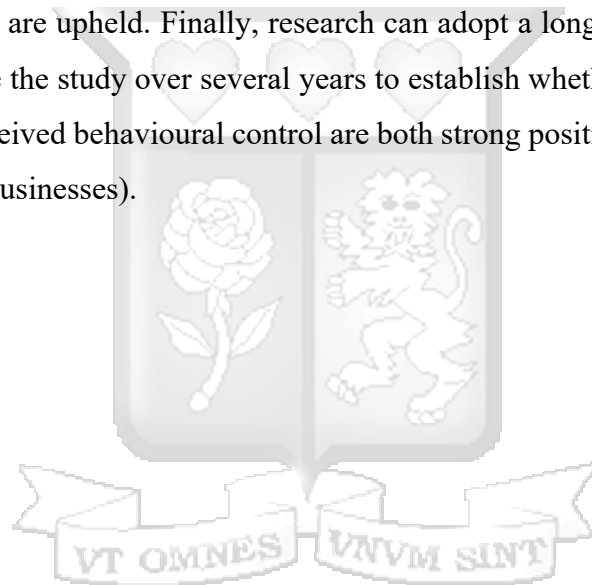 are upheld. Finally, research can adopt a long
the study over several years to establish wheth
eived behavioural control are both strong positi
usinesses).
VT OMNES VNVM SINT